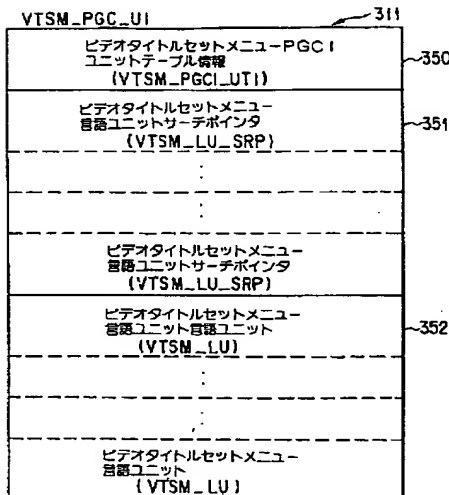 VTSM_PGC_UI
311
ビデオタイトルセットメニューPGCI
ユニットテーブル情報
(VTSM_PGCI_UTI)
350
ビデオタイトルセットメニュー
言語ユニットサーチポインタ
(VTSM_LU_SRP)
351
ビデオタイトルセットメニュー
言語ユニットサーチポインタ
(VTSM_LU_SRP)
ビデオタイトルセットメニュー
言語ユニット言語ユニット
(VTSM_LU)
352
ビデオタイトルセットメニュー
言語ユニット
(VTSM_LU)